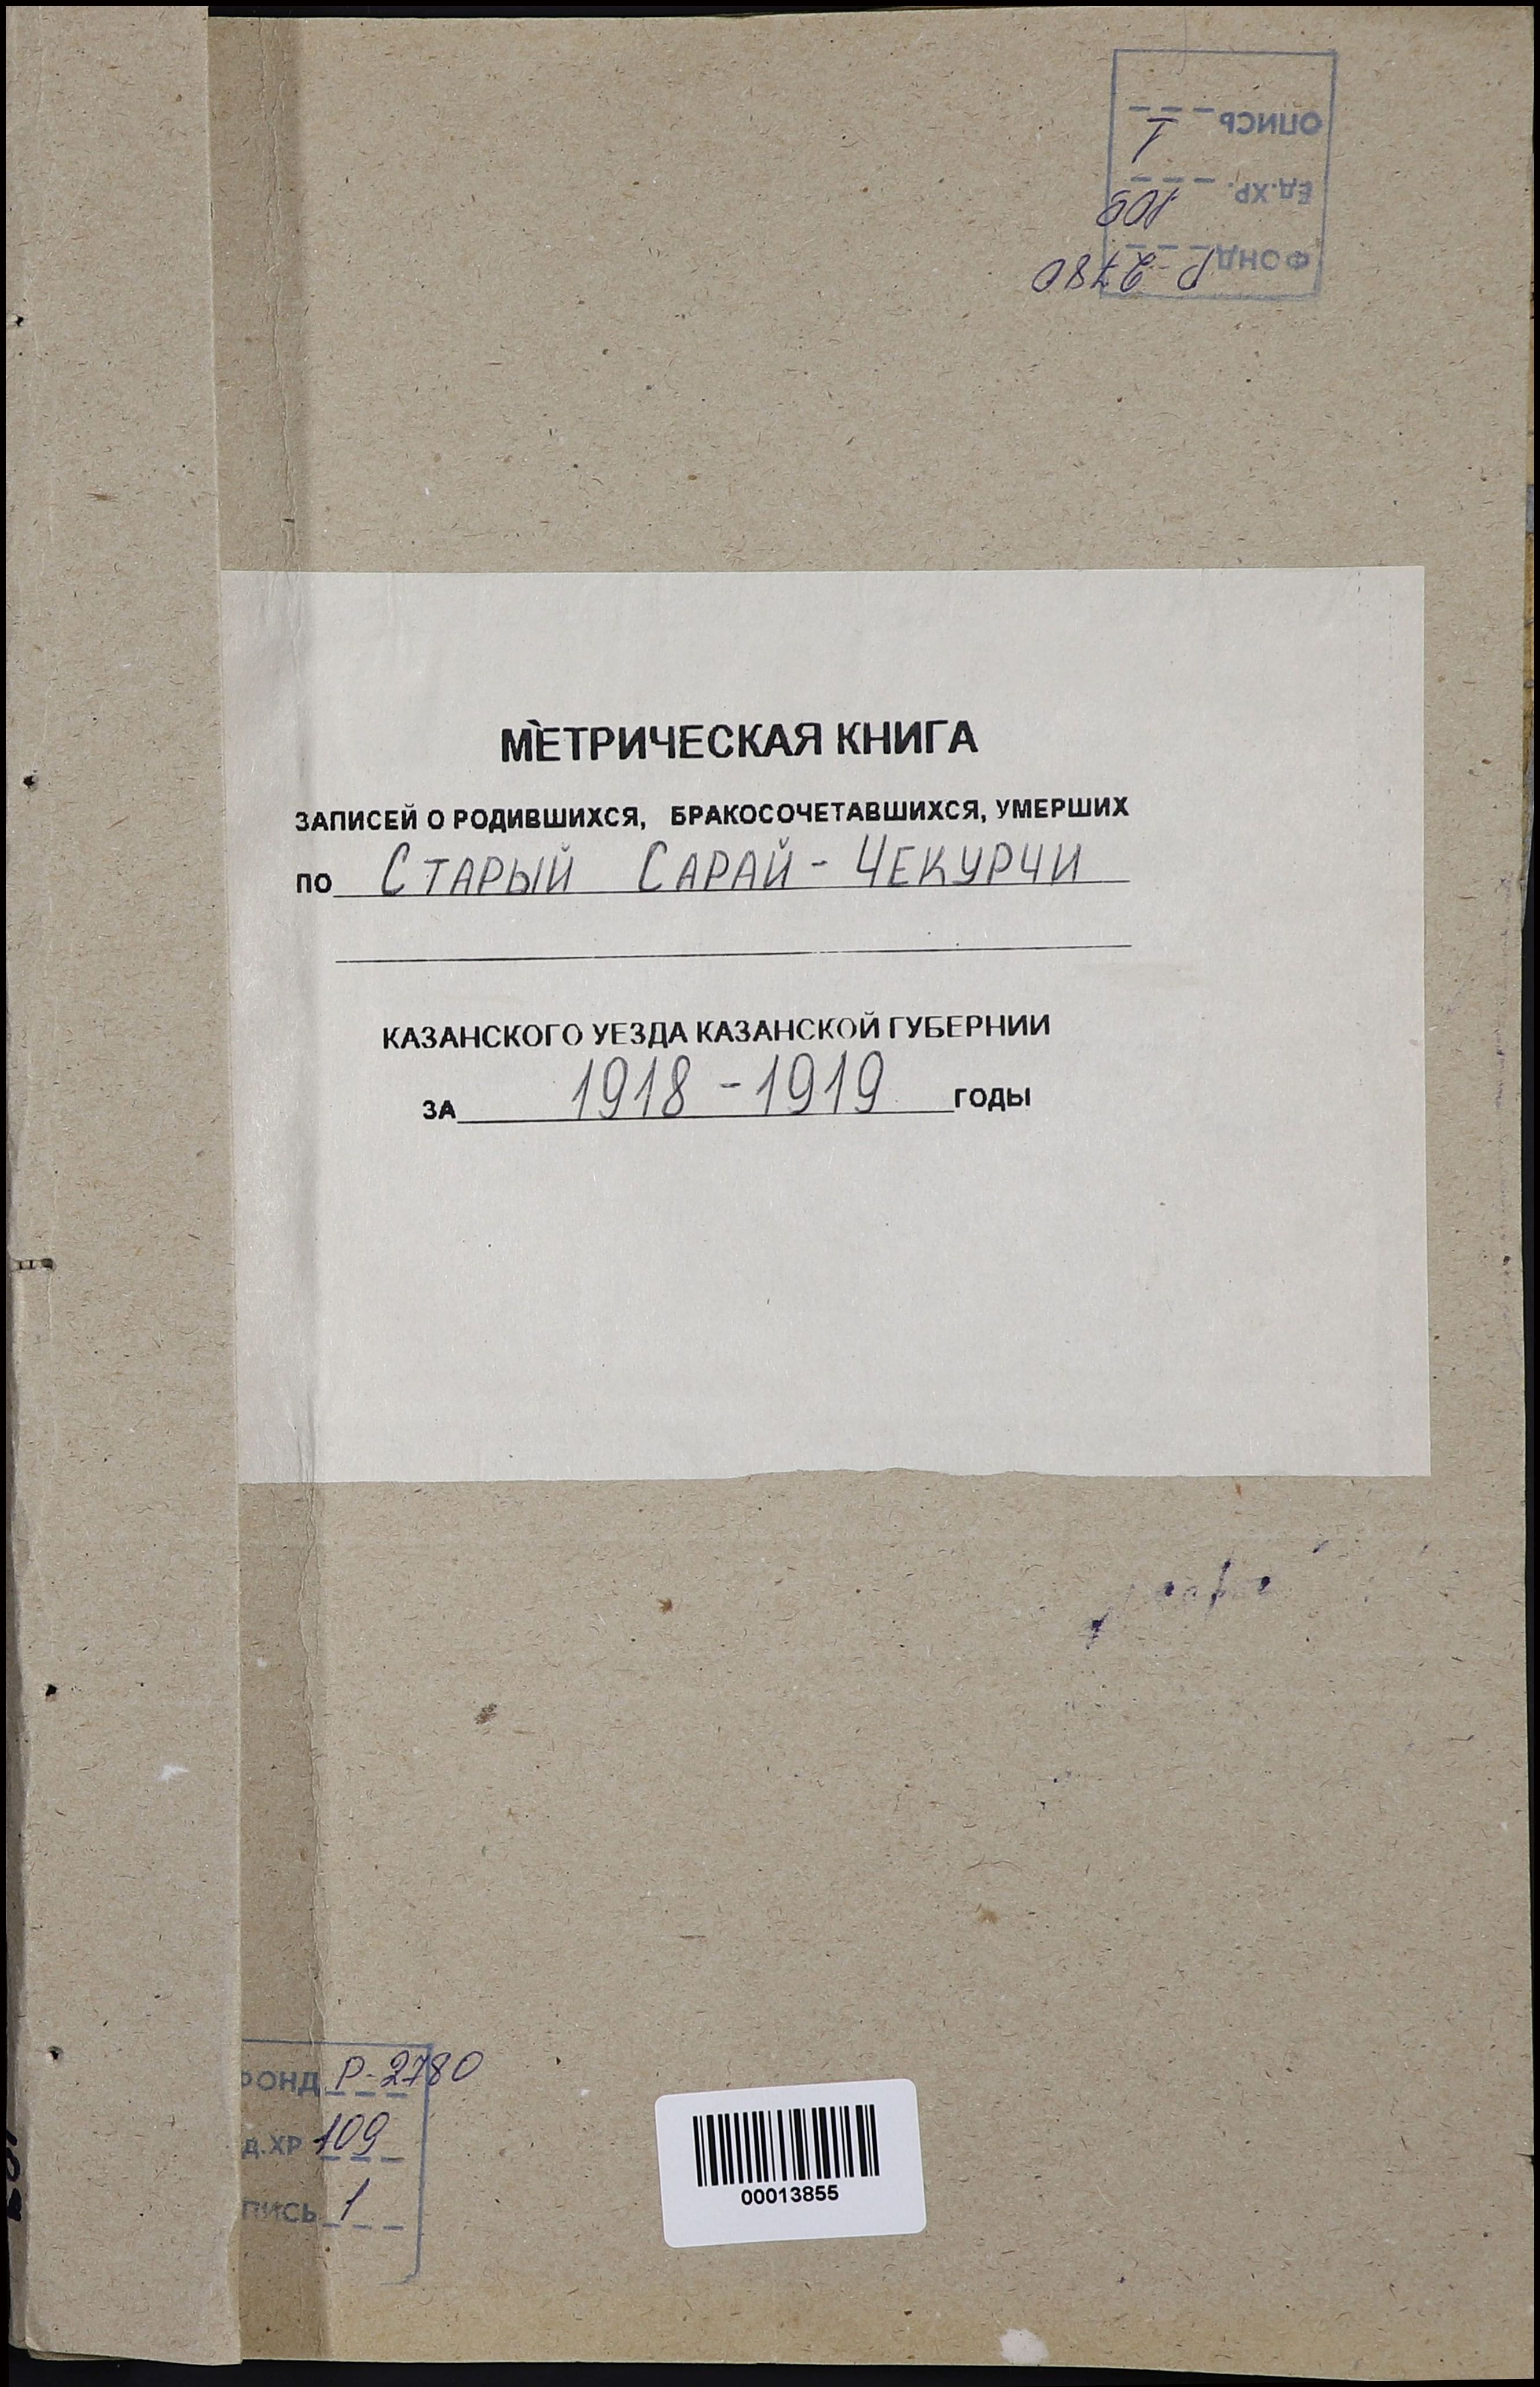 ОПИСЬ 1
ЕД.ХР. 109
ФОНД Р-2780
МЕТРИЧЕСКАЯ КНИГА
ЗАПИСЕЙ О РОДИВШИХСЯ, БРАКОСОЧЕТАВШИХСЯ, УМЕРШИХ
ПО СТАРЫЙ САРАЙ-ЧЕКУРЧИ
КАЗАНСКОГО УЕЗДА КАЗАНСКОЙ ГУБЕРНИИ
ЗА 1918-1919 ГОДЫ
ФОНД Р-2780
Д.ХР 109
ПИСЬ 1
00013855